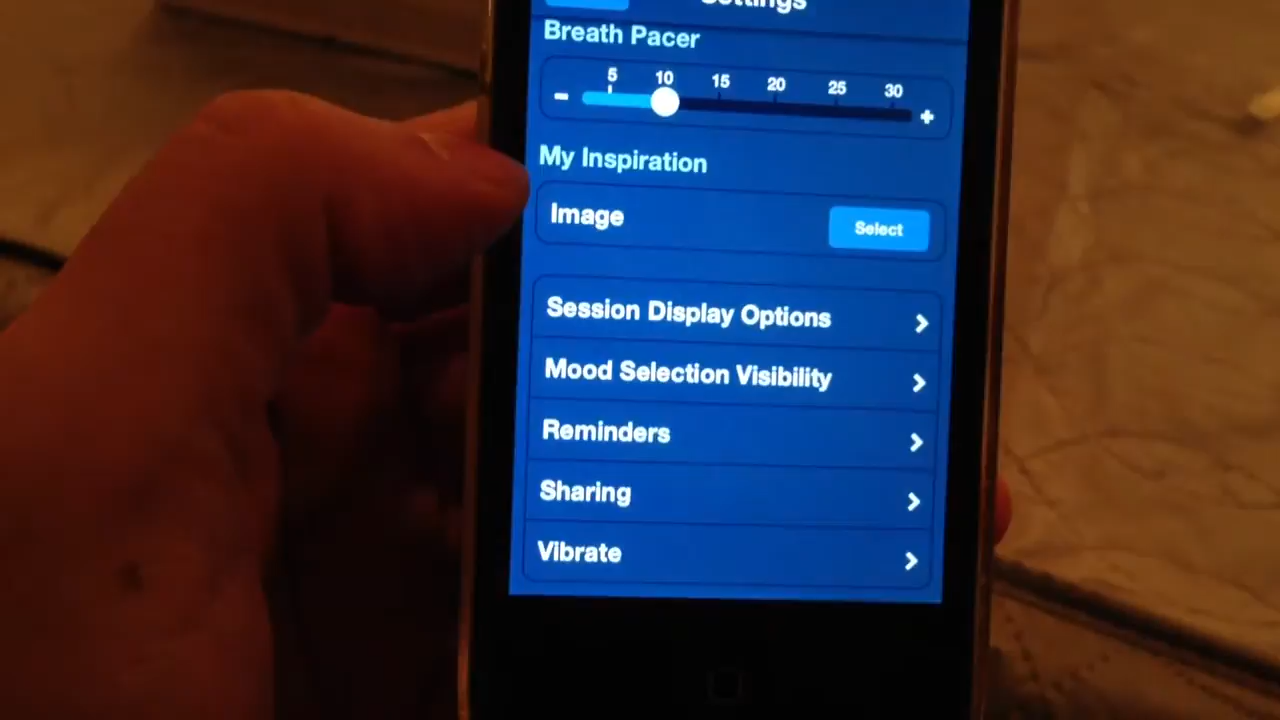 Settings
Breath Pacer
5 10 15 20 25 30
- +
My Inspiration
Image Select
Session Display Options
Mood Selection Visibility
Reminders
Sharing
Vibrate